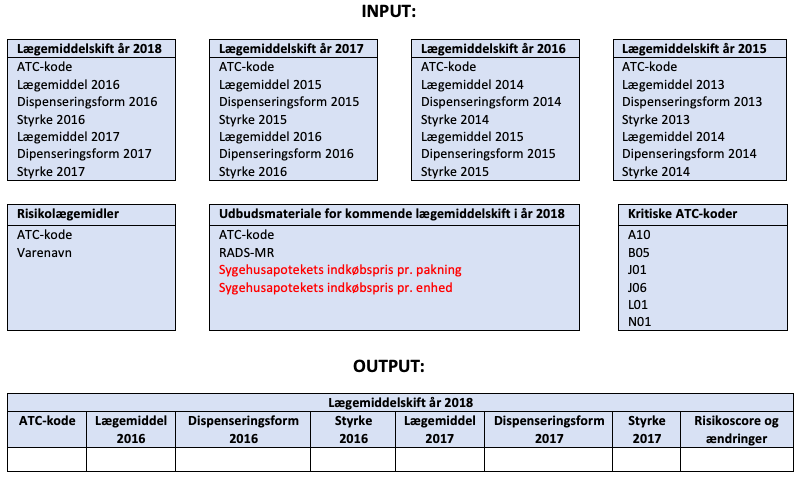 INPUT:
Lægemiddelskift år 2018
ATC-kode
Lægemiddel 2016
Dispenseringsform 2016
Styrke 2016
Lægemiddel 2017
Dipenseringsform 2017
Styrke 2017
Lægemiddelskift år 2017
ATC-kode
Lægemiddel 2015
Dispenseringsform 2015
Styrke 2015
Lægemiddel 2016
Dipenseringsform 2016
Styrke 2016
Lægemiddelskift år 2016
ATC-kode
Lægemiddel 2014
Dispenseringsform 2014
Styrke 2014
Lægemiddel 2015
Dipenseringsform 2015
Styrke 2015
Lægemiddelskift år 2015
ATC-kode
Lægemiddel 2013
Dispenseringsform 2013
Styrke 2013
Lægemiddel 2014
Dipenseringsform 2014
Styrke 2014
Risikolægemidler
ATC-kode
Varenavn
Udbudsmateriale for kommende lægemiddelskift i år 2018
ATC-kode
RADS-MR
Sygehusapotekets indkøbspris pr. pakning
Sygehusapotekets indkøbspris pr. enhed
Kritiske ATC-koder
A10
B05
J01
J06
L01
N01
OUTPUT:
Lægemiddelskift år 2018
ATC-kode
Lægemiddel
2016
Dispenseringsform
2016
Styrke
2016
Lægemiddel
2017
Dispenseringsform
2017
Styrke
2017
Risikoscore og
ændringer